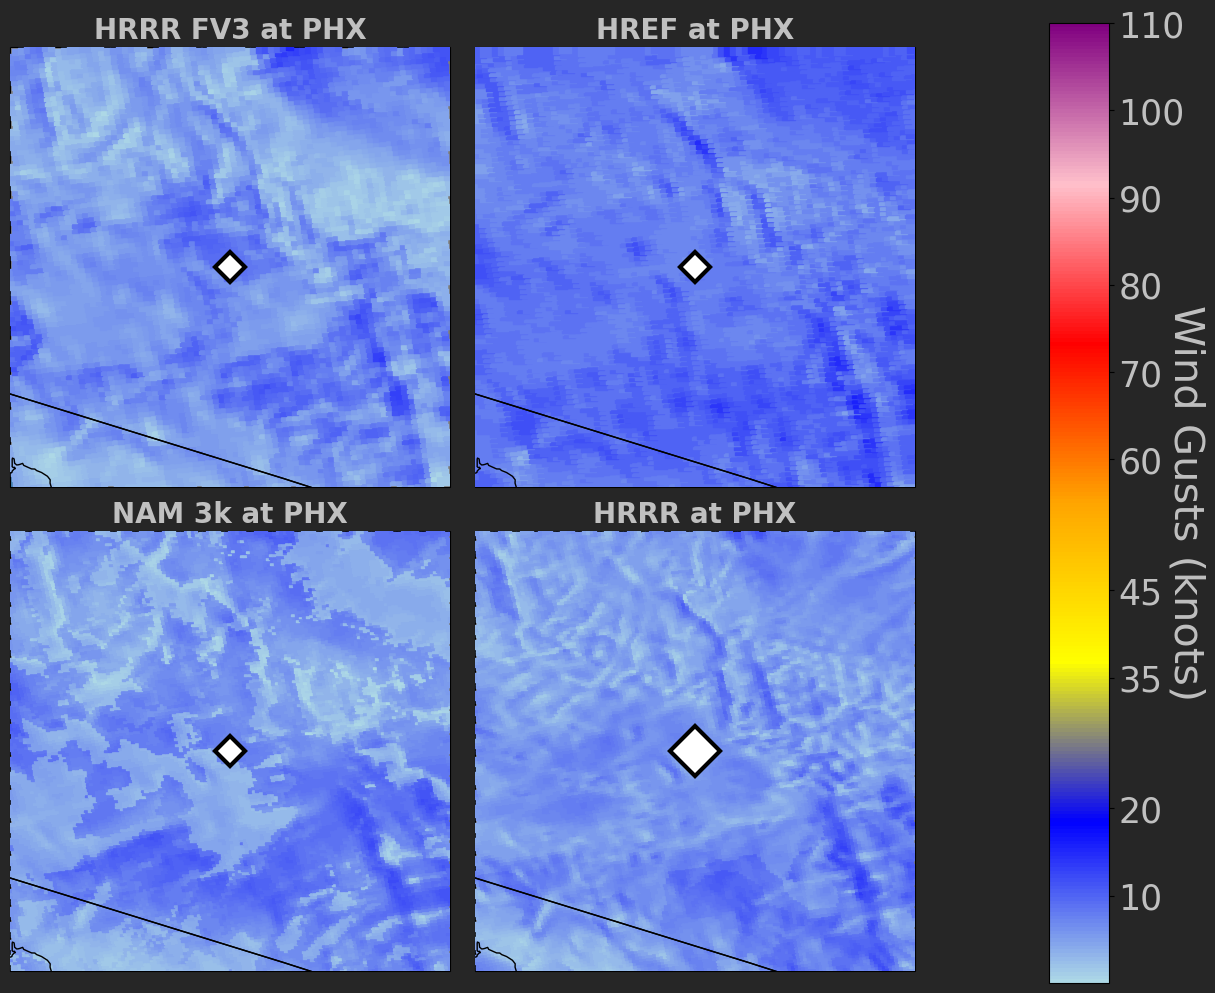 HRRR FV3 at PHX
HREF at PHX
NAM 3k at PHX
HRRR at PHX
110
100
90
80
70
60
45
35
20
10
Wind Gusts (knots)